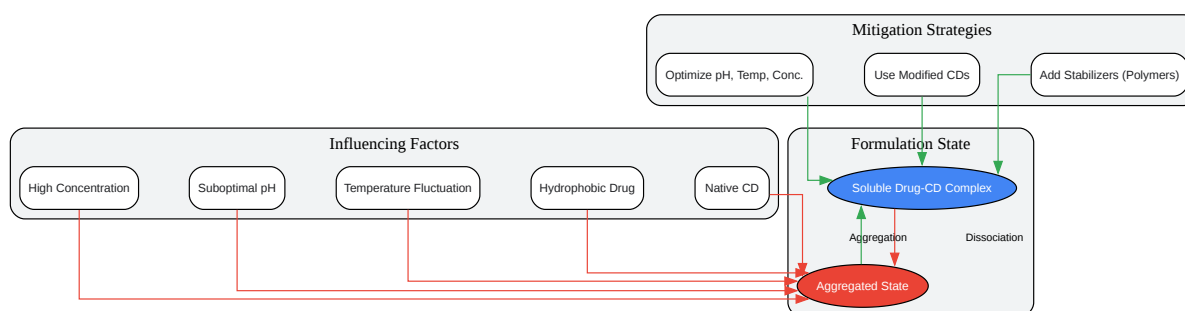 Mitigation Strategies
Optimize pH, Temp, Conc.
Use Modified CDs
Add Stabilizers (Polymers)
Influencing Factors
High Concentration
Suboptimal pH
Temperature Fluctuation
Hydrophobic Drug
Native CD
Formulation State
Soluble Drug-CD Complex
Aggregation
Dissociation
Aggregated State